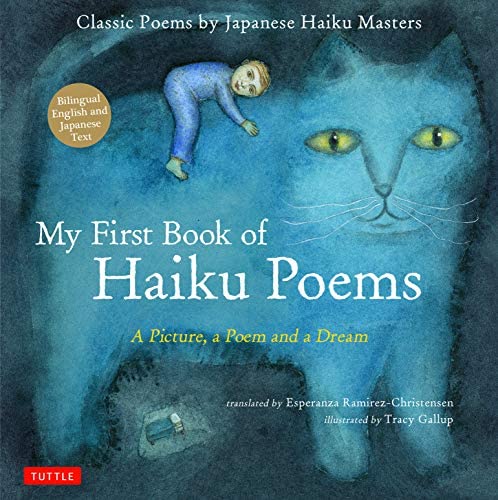 Classic Poems by Japanese Haiku Masters
Bilingual
English and
Japanese
Text
My First Book of
Haiku Poems
A Picture, a Poem and a Dream
translated by Esperanza Ramirez-Christensen
illustrated by Tracy Gallup
TUTTLE